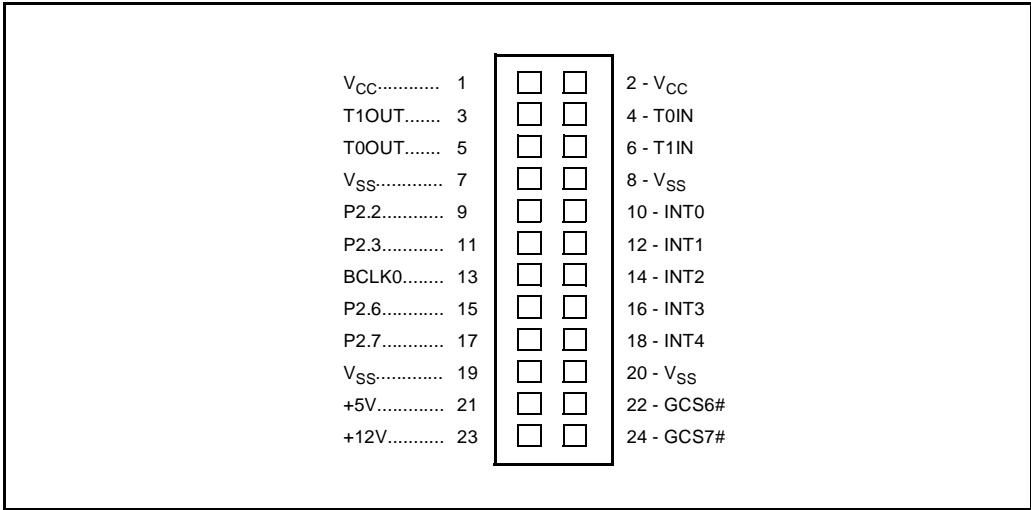 VCC............ 1 2 - VCC
T1OUT....... 3 4 - T0IN
T0OUT....... 5 6 - T1IN
VSS............. 7 8 - VSS
P2.2............ 9 10 - INT0
P2.3............ 11 12 - INT1
BCLK0........ 13 14 - INT2
P2.6............ 15 16 - INT3
P2.7............ 17 18 - INT4
VSS............. 19 20 - VSS
+5V............. 21 22 - GCS6#
+12V........... 23 24 - GCS7#